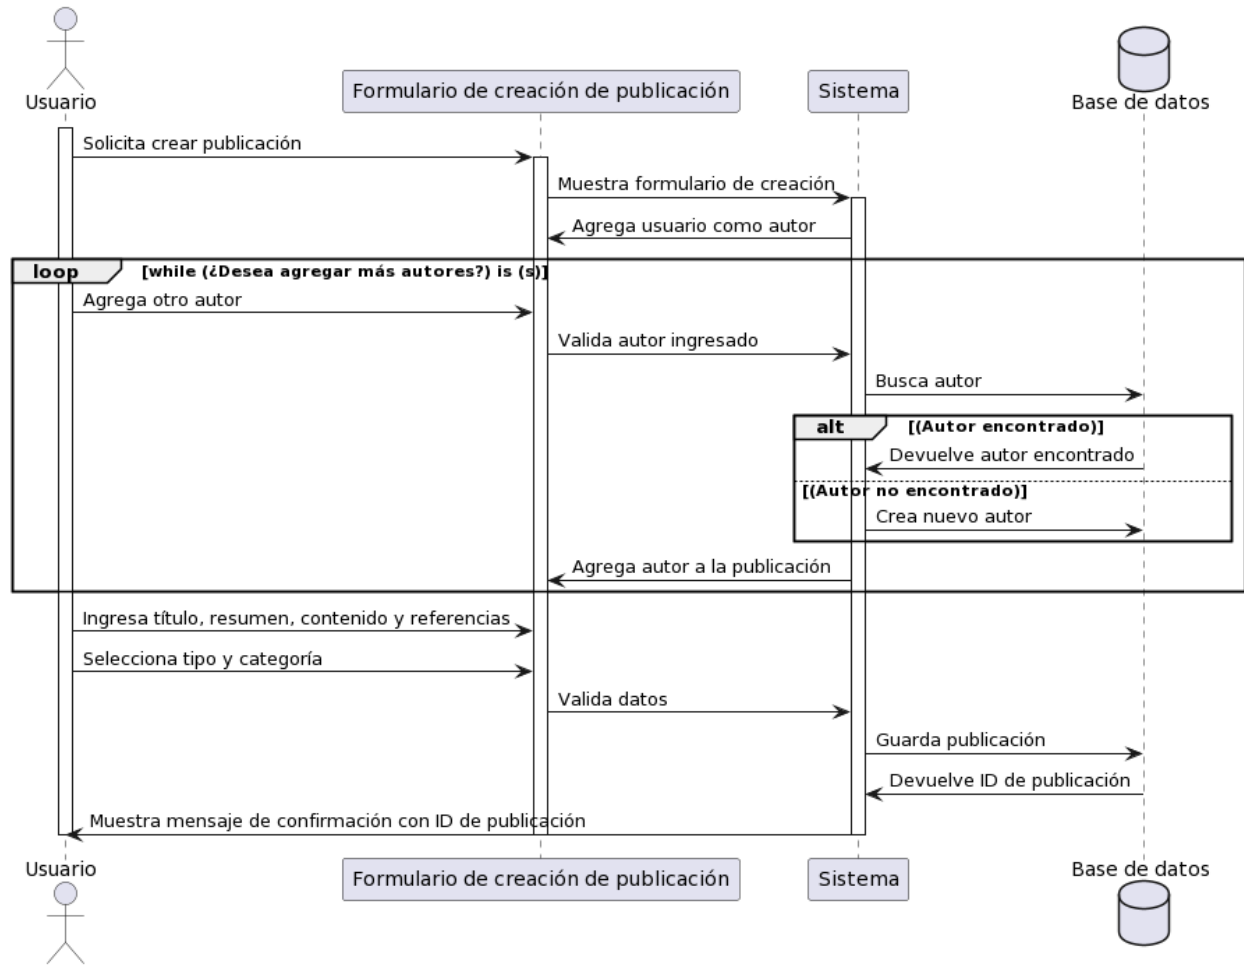 Usuario
Formulario de creación de publicación
Sistema
Base de datos
Solicita crear publicación
Muestra formulario de creación
Agrega usuario como autor
loop [while (¿Desea agregar más autores?) is (s)]
Agrega otro autor
Valida autor ingresado
Busca autor
alt [(Autor encontrado)]
Devuelve autor encontrado
[(Autor no encontrado)]
Crea nuevo autor
Agrega autor a la publicación
Ingresa título, resumen, contenido y referencias
Selecciona tipo y categoría
Valida datos
Guarda publicación
Devuelve ID de publicación
Muestra mensaje de confirmación con ID de publicación
Usuario
Formulario de creación de publicación
Sistema
Base de datos